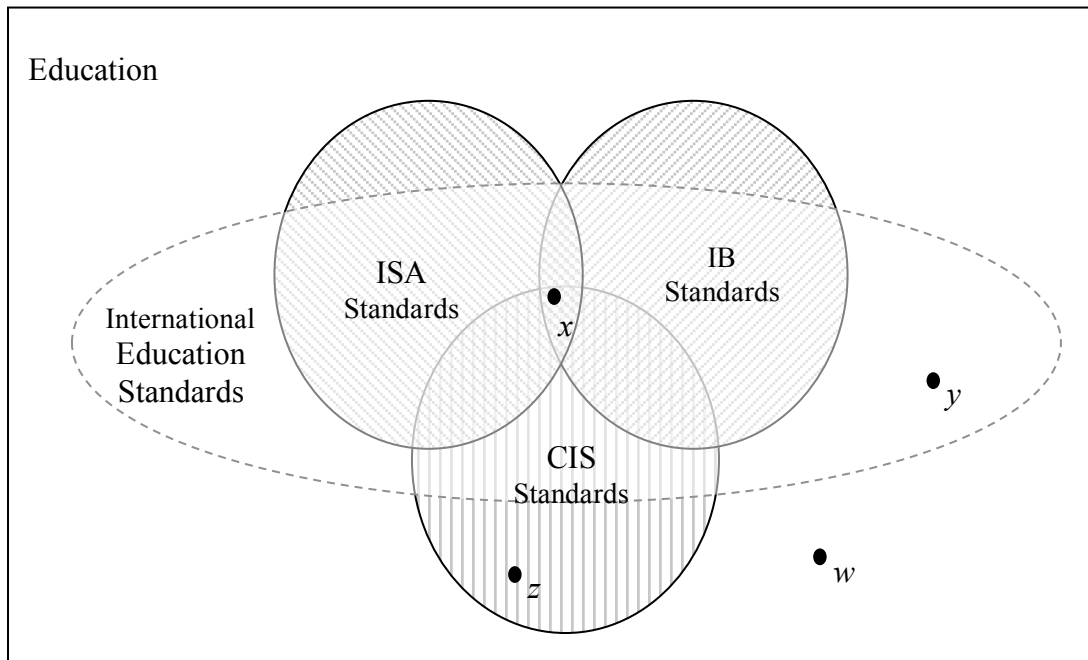 Education
ISA
Standards
IB
Standards
x
International
Education
Standards
y
CIS
Standards
z
w